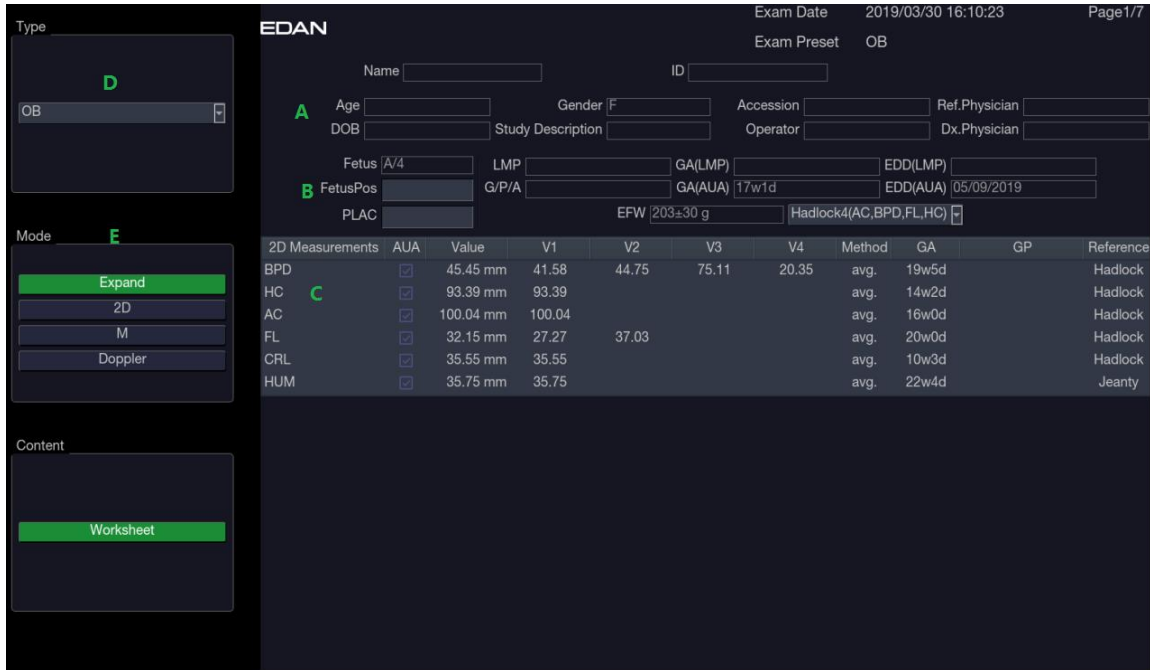 Type
D
OB
Mode
E
Expand
2D
M
Doppler
Content
Worksheet
EDAN
Exam Date 2019/03/30 16:10:23 Page1/7
Exam Preset OB
Name ID
A
Age Gender F Accession Ref.Physician
DOB Study Description Operator Dx.Physician
Fetus A/4 LMP GA(LMP) EDD(LMP)
B FetusPos G/P/A GA(AUA) 17w1d EDD(AUA) 05/09/2019
PLAC EFW 203±30 g Hadlock4(AC,BPD,FL,HC)
2D Measurements AUA Value V1 V2 V3 V4 Method GA GP Reference
BPD 45.45 mm 41.58 44.75 75.11 20.35 avg. 19w5d Hadlock
HC C 93.39 mm 93.39 avg. 14w2d Hadlock
AC 100.04 mm 100.04 avg. 16w0d Hadlock
FL 32.15 mm 27.27 37.03 avg. 20w0d Hadlock
CRL 35.55 mm 35.55 avg. 10w3d Hadlock
HUM 35.75 mm 35.75 avg. 22w4d Jeanty